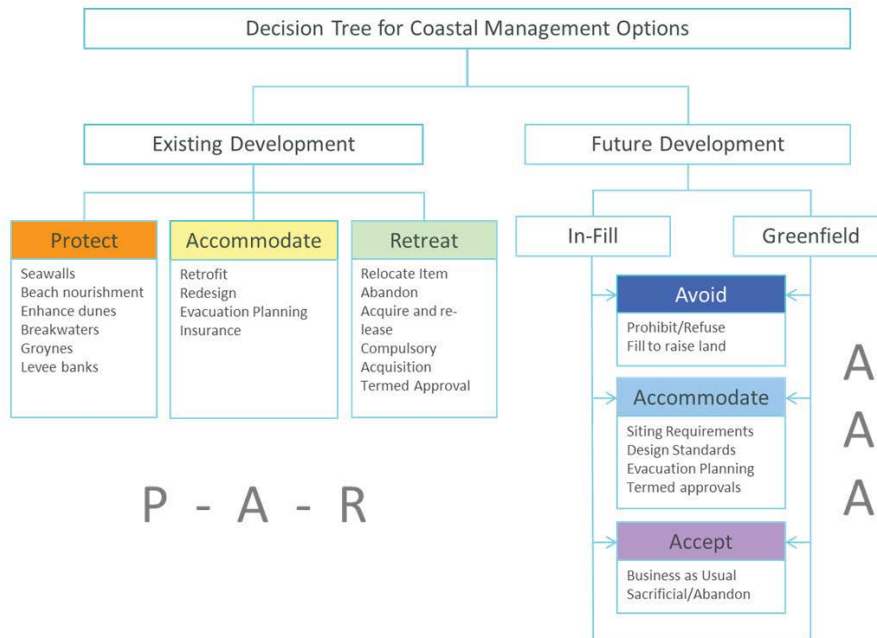 Decision Tree for Coastal Management Options
Existing Development
Future Development
Protect
Seawalls
Beach nourishment
Enhance dunes
Breakwaters
Groynes
Levee banks
Accommodate
Retrofit
Redesign
Evacuation Planning
Insurance
Retreat
Relocate Item
Abandon
Acquire and re-
lease
Compulsory
Acquisition
Termed Approval
P - A - R
In-Fill
Greenfield
Avoid
Prohibit/Refuse
Fill to raise land
Accommodate
Siting Requirements
Design Standards
Evacuation Planning
Termed approvals
Accept
Business as Usual
Sacrificial/Abandon
A
A
A